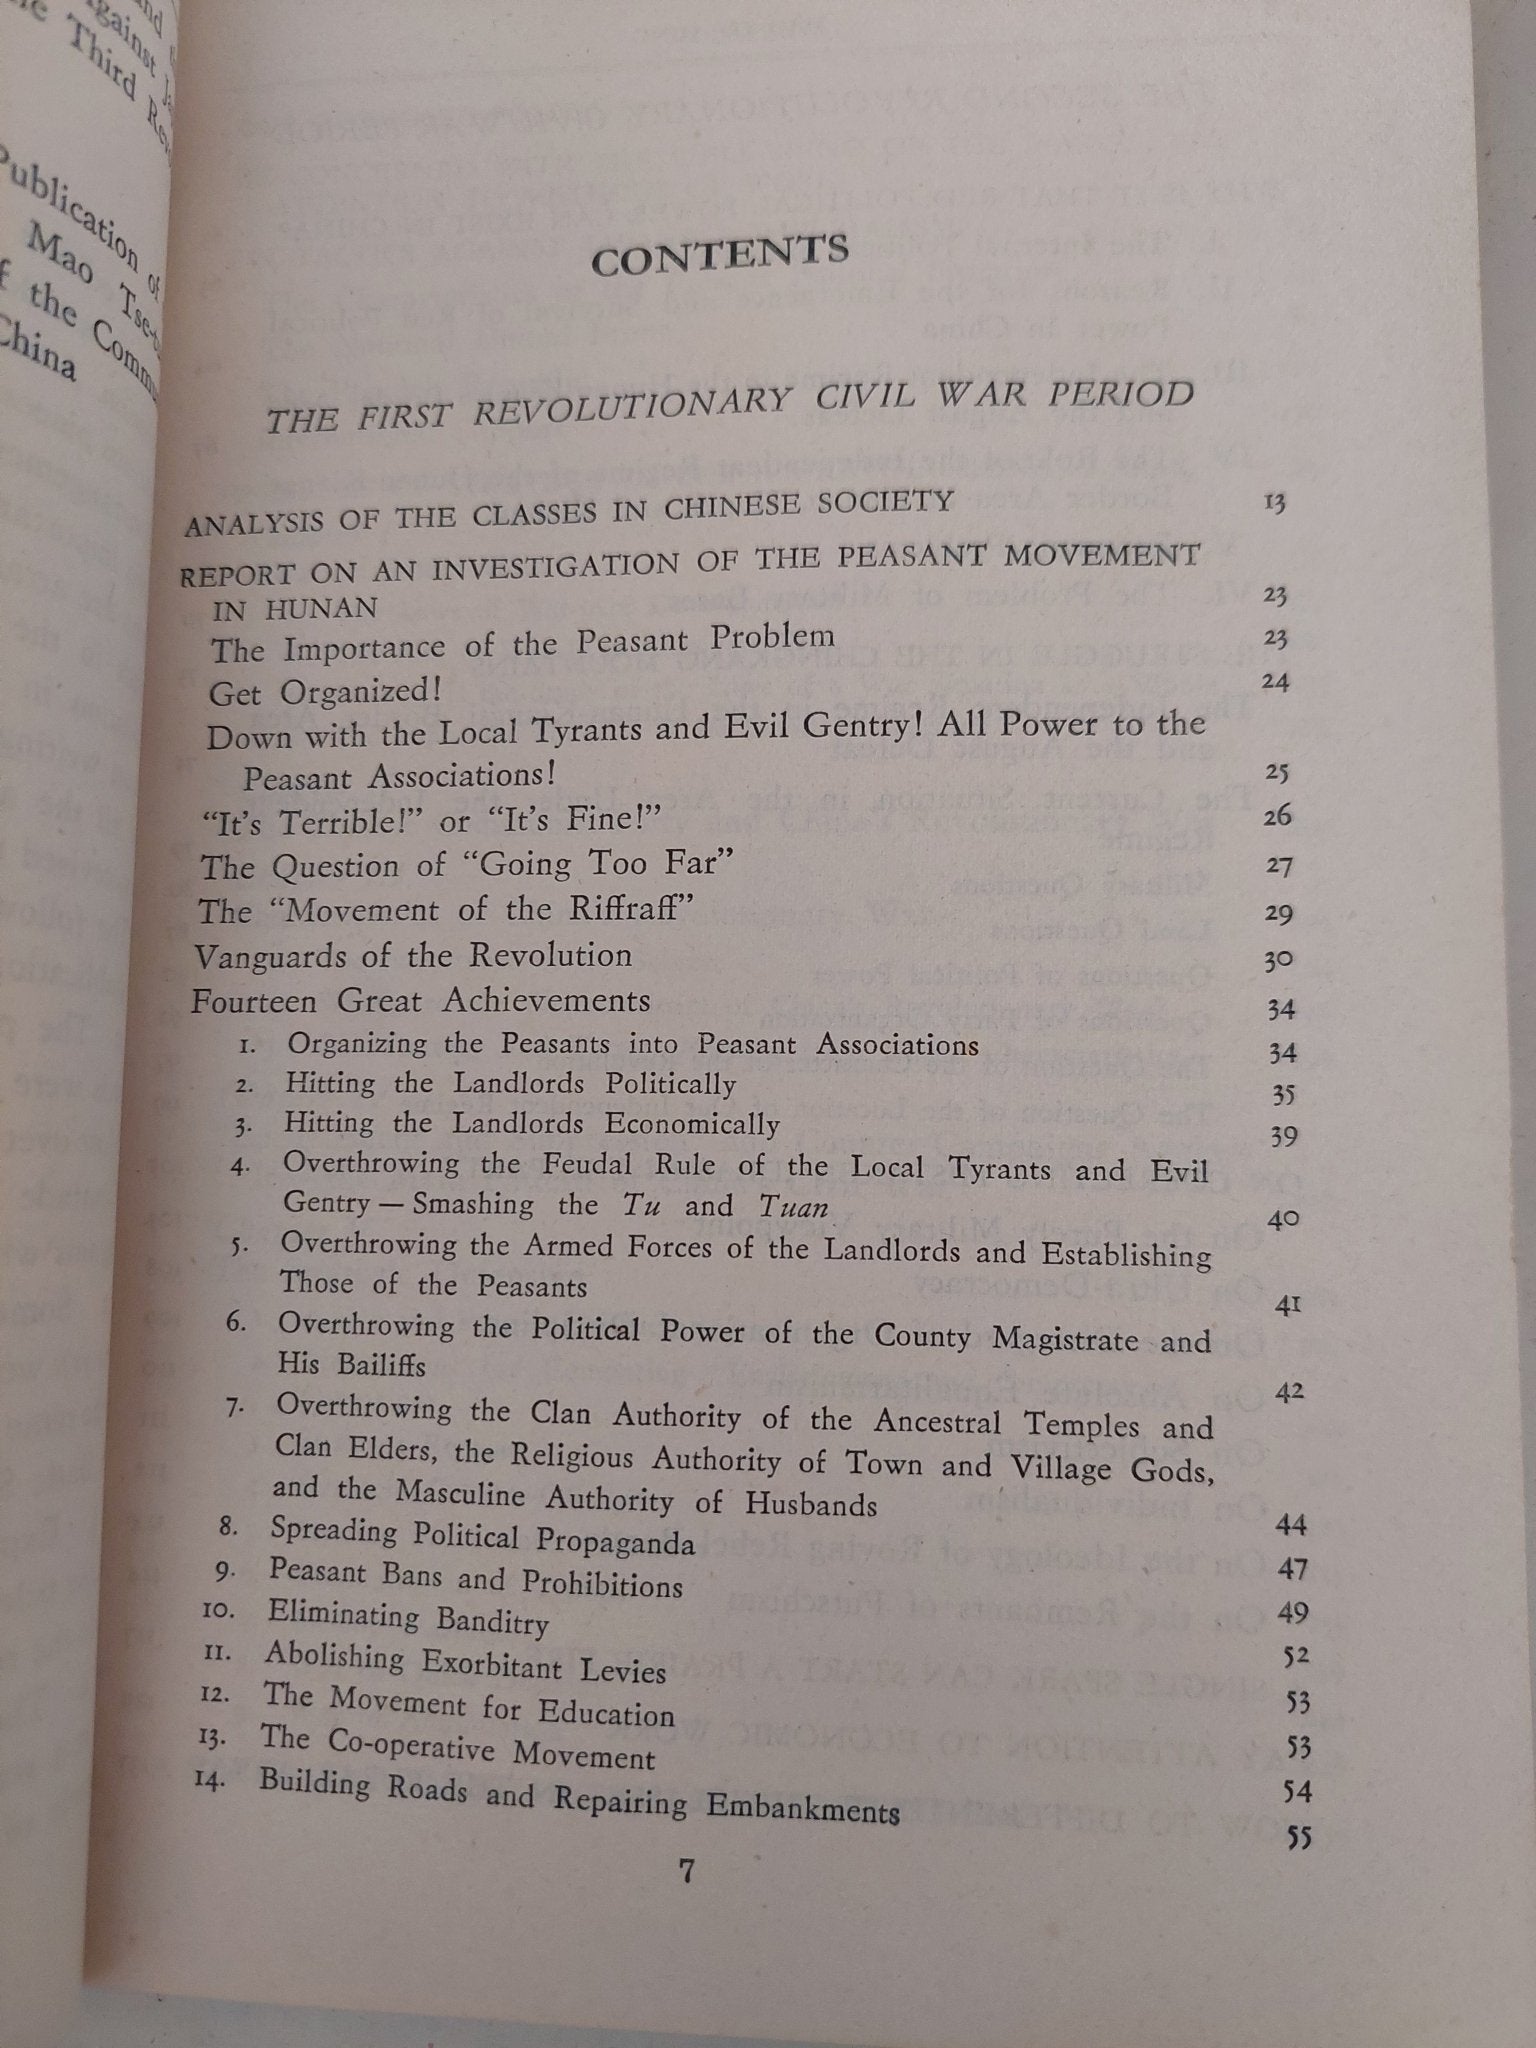 and
against
the Third
Publication of
Mao Tse-
of the Comm
China
CONTENTS
THE FIRST REVOLUTIONARY CIVIL WAR PERIOD
ANALYSIS OF THE CLASSES IN CHINESE SOCIETY 13
REPORT ON AN INVESTIGATION OF THE PEASANT MOVEMENT
IN HUNAN 23
The Importance of the Peasant Problem 23
Get Organized! 24
Down with the Local Tyrants and Evil Gentry! All Power to the
Peasant Associations! 25
“It’s Terrible!” or “It’s Fine!” 26
The Question of “Going Too Far” 27
The “Movement of the Riffraff” 29
Vanguards of the Revolution 30
Fourteen Great Achievements 34
1. Organizing the Peasants into Peasant Associations 34
2. Hitting the Landlords Politically 35
3. Hitting the Landlords Economically 39
4. Overthrowing the Feudal Rule of the Local Tyrants and Evil
Gentry — Smashing the Tu and Tuan 40
5. Overthrowing the Armed Forces of the Landlords and Establishing
Those of the Peasants 41
6. Overthrowing the Political Power of the County Magistrate and
His Bailiffs 42
7. Overthrowing the Clan Authority of the Ancestral Temples and
Clan Elders, the Religious Authority of Town and Village Gods,
and the Masculine Authority of Husbands 44
8. Spreading Political Propaganda 47
9. Peasant Bans and Prohibitions 49
10. Eliminating Banditry 52
11. Abolishing Exorbitant Levies 53
12. The Movement for Education 53
13. The Co-operative Movement 54
14. Building Roads and Repairing Embankments 55
7